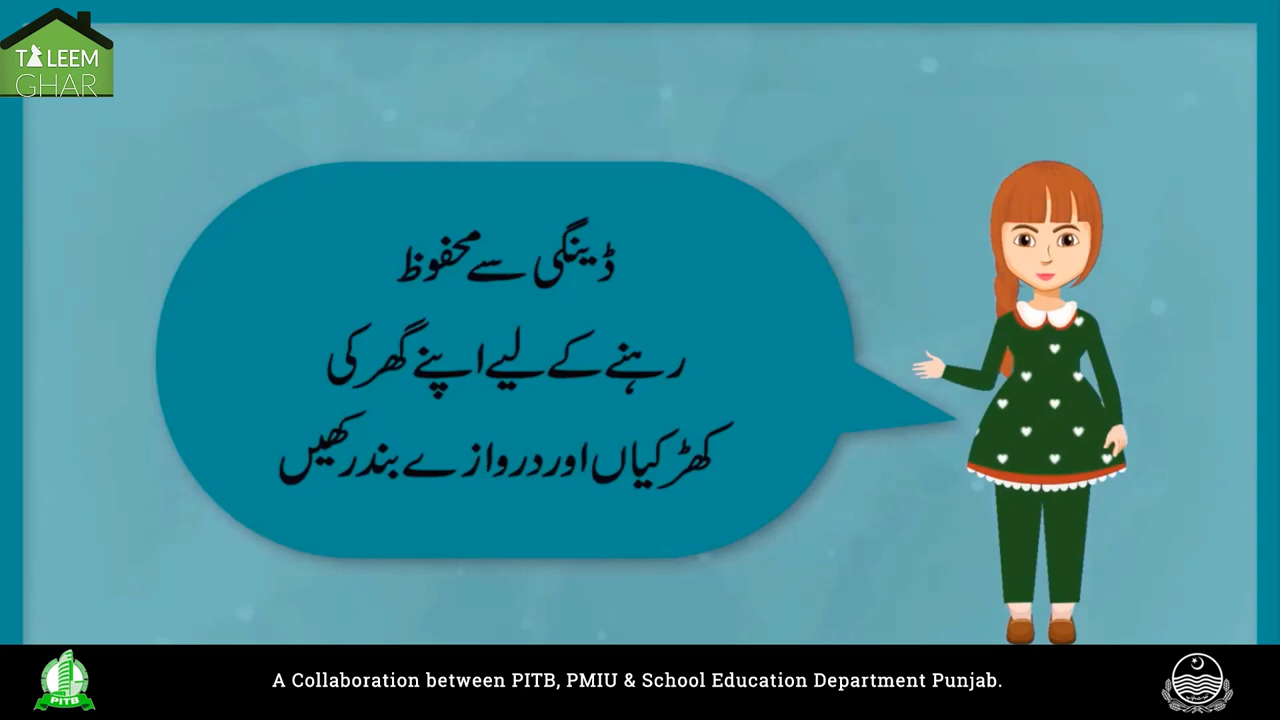 TALEEM
GHAR
ڈینگی سے محفوظ
رہنے کے لیے اپنے گھر کی
کھڑکیاں اور دروازے بند رکھیں
PITB
A Collaboration between PITB, PMIU & School Education Department Punjab.